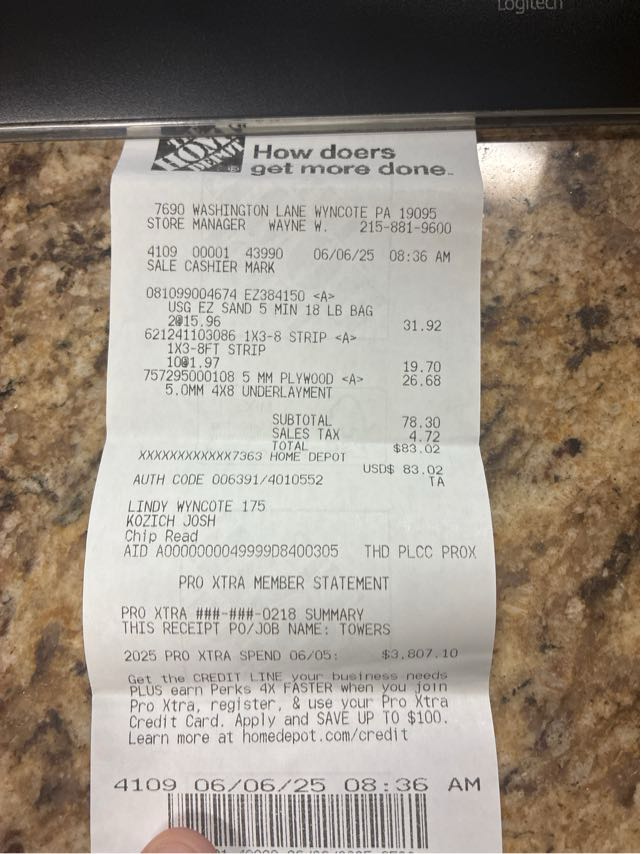 Logitech
THE HOME DEPOT
How doers
get more done.
7690 WASHINGTON LANE WYNCOTE PA 19095
STORE MANAGER WAYNE W. 215-881-9600
4109 00001 43990 06/06/25 08:36 AM
SALE CASHIER MARK
081099004674 EZ384150 <A>
USG EZ SAND 5 MIN 18 LB BAG
2@15.96 31.92
621241103086 1X3-8 STRIP <A>
1X3-8FT STRIP
10@1.97 19.70
757295000108 5 MM PLYWOOD <A> 26.68
5.0MM 4X8 UNDERLAYMENT
SUBTOTAL 78.30
SALES TAX 4.72
TOTAL $83.02
XXXXXXXXXXXX7363 HOME DEPOT
USD$ 83.02
AUTH CODE 006391/4010552 TA
LINDY WYNCOTE 175
KOZICH JOSH
Chip Read
AID A0000000049999D8400305 THD PLCC PROX
PRO XTRA MEMBER STATEMENT
PRO XTRA ###-###-0218 SUMMARY
THIS RECEIPT PO/JOB NAME: TOWERS
2025 PRO XTRA SPEND 06/05: $3,807.10
Get the CREDIT LINE your business needs
PLUS earn Perks 4X FASTER when you join
Pro Xtra, register, & use your Pro Xtra
Credit Card. Apply and SAVE UP TO $100.
Learn more at homedepot.com/credit
4109 06/06/25 08:36 AM